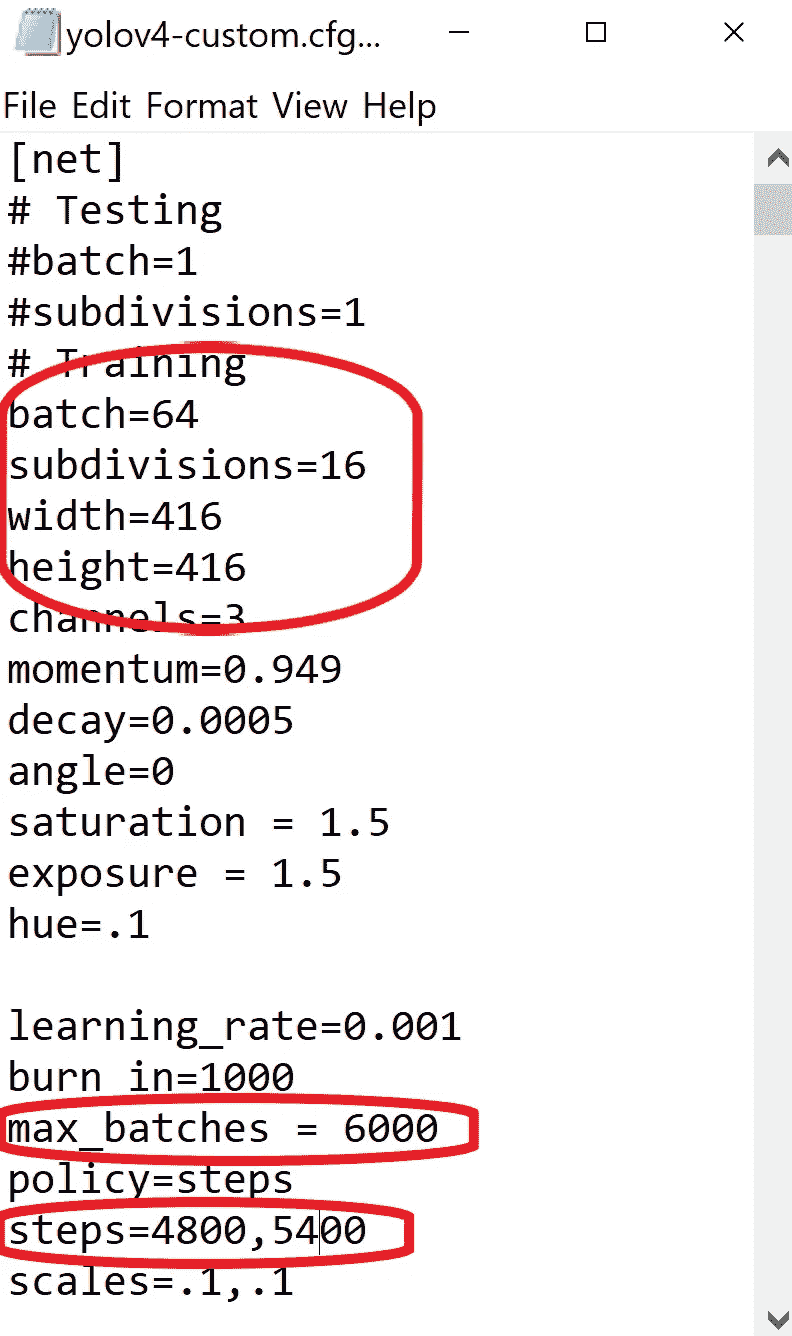 yolov4-custom.cfg...
File Edit Format View Help
[net]
# Testing
#batch=1
#subdivisions=1
# Training
batch=64
subdivisions=16
width=416
height=416
channels=3
momentum=0.949
decay=0.0005
angle=0
saturation = 1.5
exposure = 1.5
hue=.1

learning_rate=0.001
burn_in=1000
max_batches = 6000
policy=steps
steps=4800,5400
scales=.1,.1